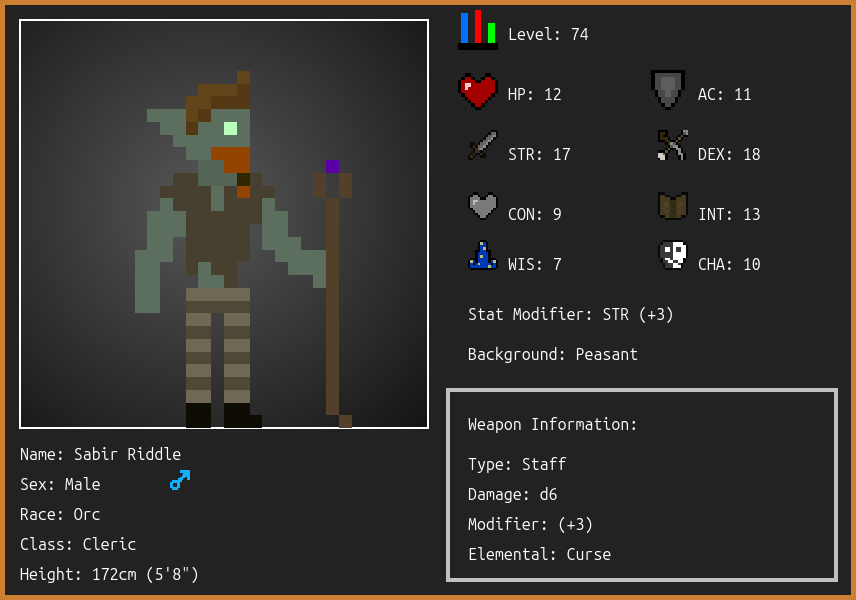 Level: 74
HP: 12
AC: 11
STR: 17
DEX: 18
CON: 9
INT: 13
WIS: 7
CHA: 10
Stat Modifier: STR (+3)
Background: Peasant
Weapon Information:
Type: Staff
Damage: d6
Modifier: (+3)
Elemental: Curse
Name: Sabir Riddle
Sex: Male
Race: Orc
Class: Cleric
Height: 172cm (5'8")